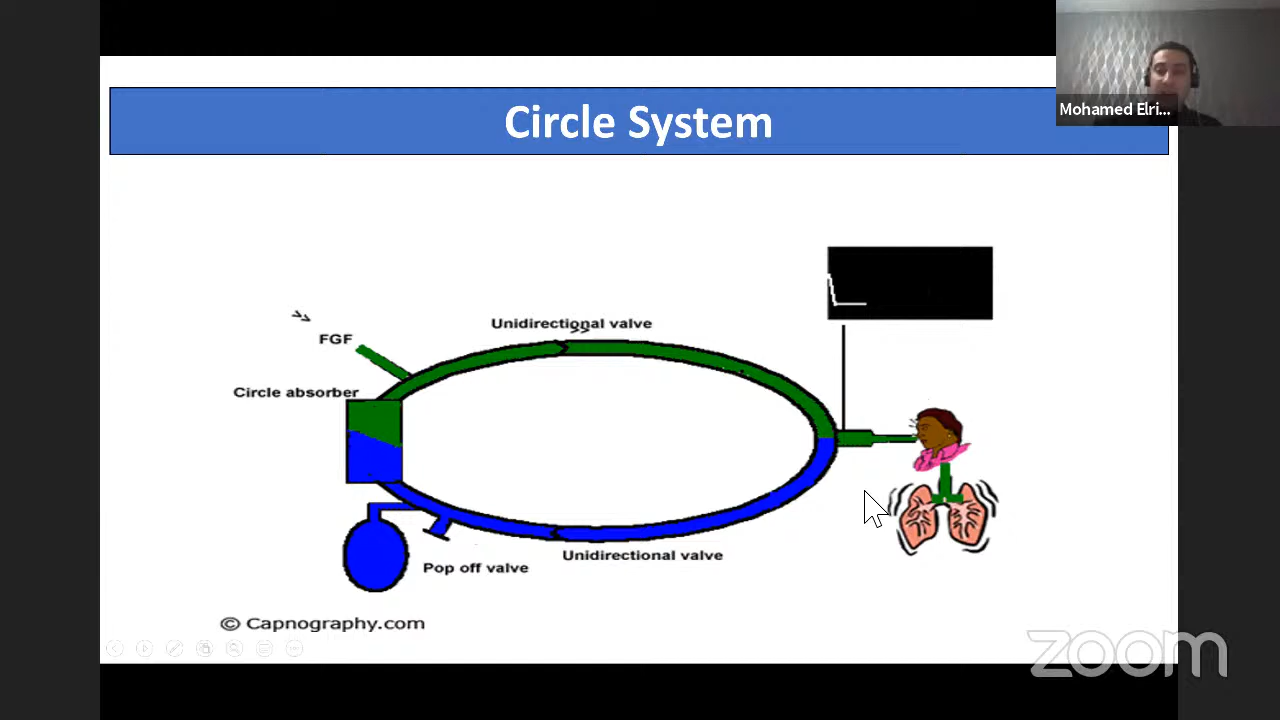 Circle System
Mohamed Elri...
Unidirectional valve
FGF
Circle absorber
Unidirectional valve
Pop off valve
© Capnography.com
zoom